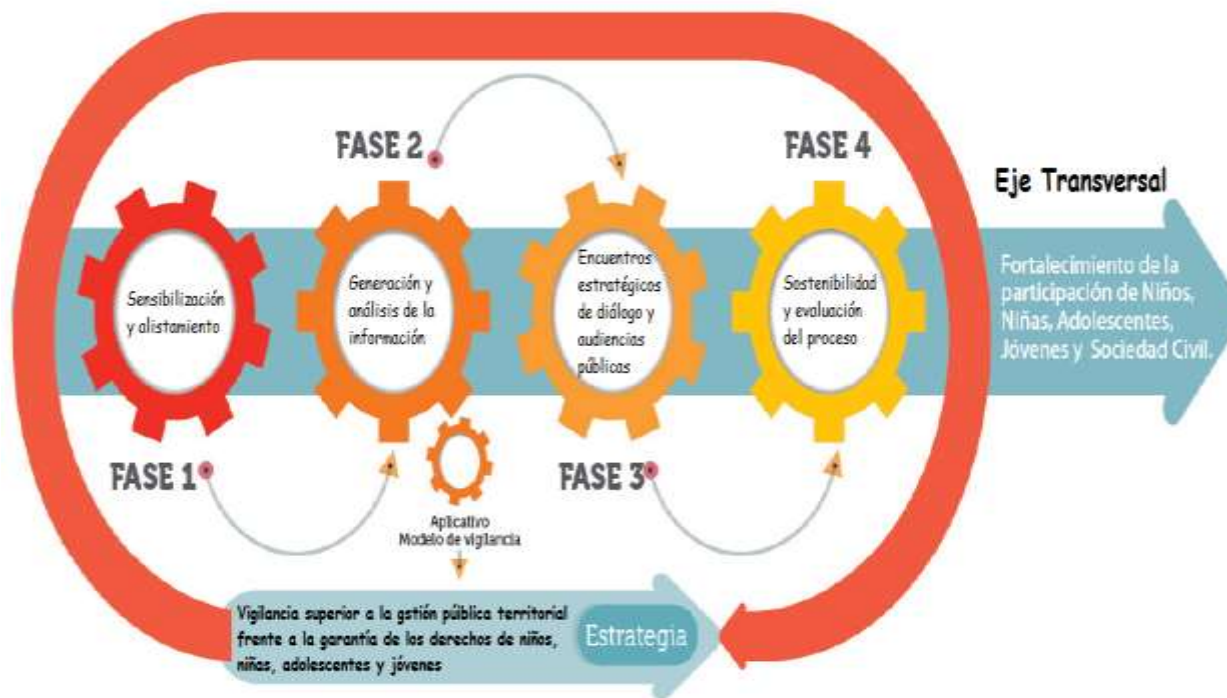 FASE 2
FASE 4
Eje Transversal
Sensibilización
y alistamiento
Generación y
análisis de la
información
Encuentros
estratégicos
de diálogo y
audiencias
públicas
Sostenibilidad
y evaluación
del proceso
Fortalecimiento de la
participación de Niños,
Niñas, Adolescentes,
Jóvenes y Sociedad Civil.
FASE 1
FASE 3
Aplicativo
Modelo de vigilancia
Vigilancia superior a la gstión pública territorial
frente a la garantía de los derechos de niños,
niñas, adolescentes y jóvenes
Estrategia